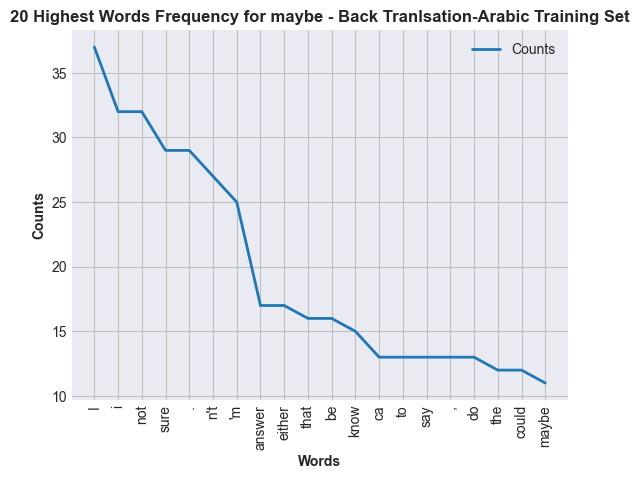 20 Highest Words Frequency for maybe - Back Tranlsation-Arabic Training Set
Counts
35
30
25
20
15
10
Counts
I
i
not
sure
.
n't
'm
answer
either
that
be
know
ca
to
say
,
do
the
could
maybe
Words